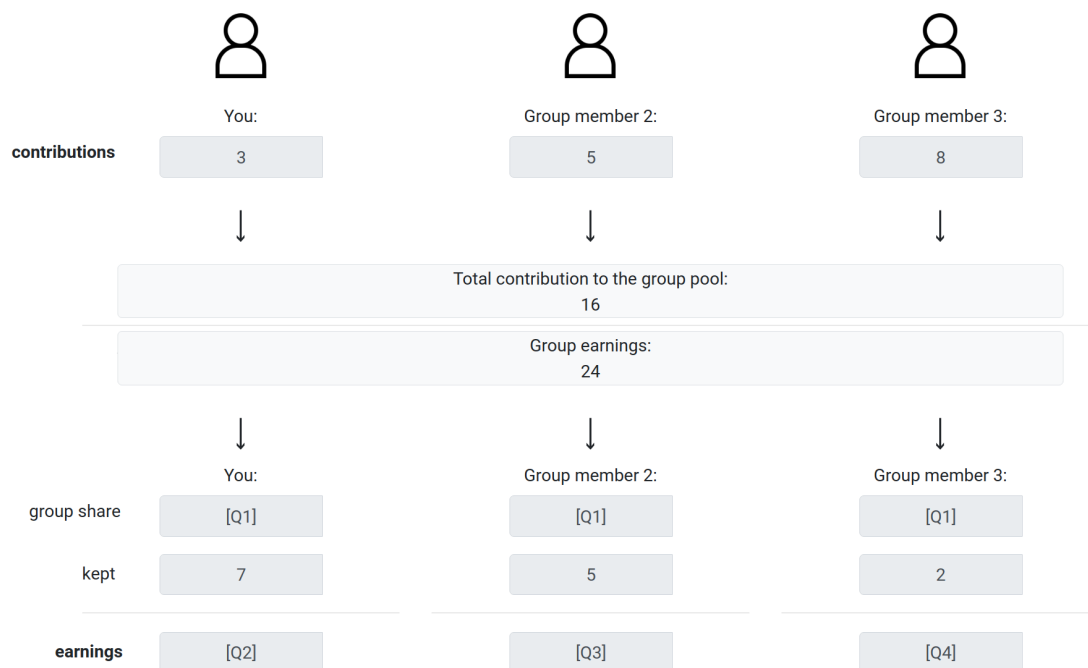 You: Group member 2: Group member 3:
contributions 3 5 8
Total contribution to the group pool:
16
Group earnings:
24
You: Group member 2: Group member 3:
group share [Q1] [Q1] [Q1]
kept 7 5 2
earnings [Q2] [Q3] [Q4]